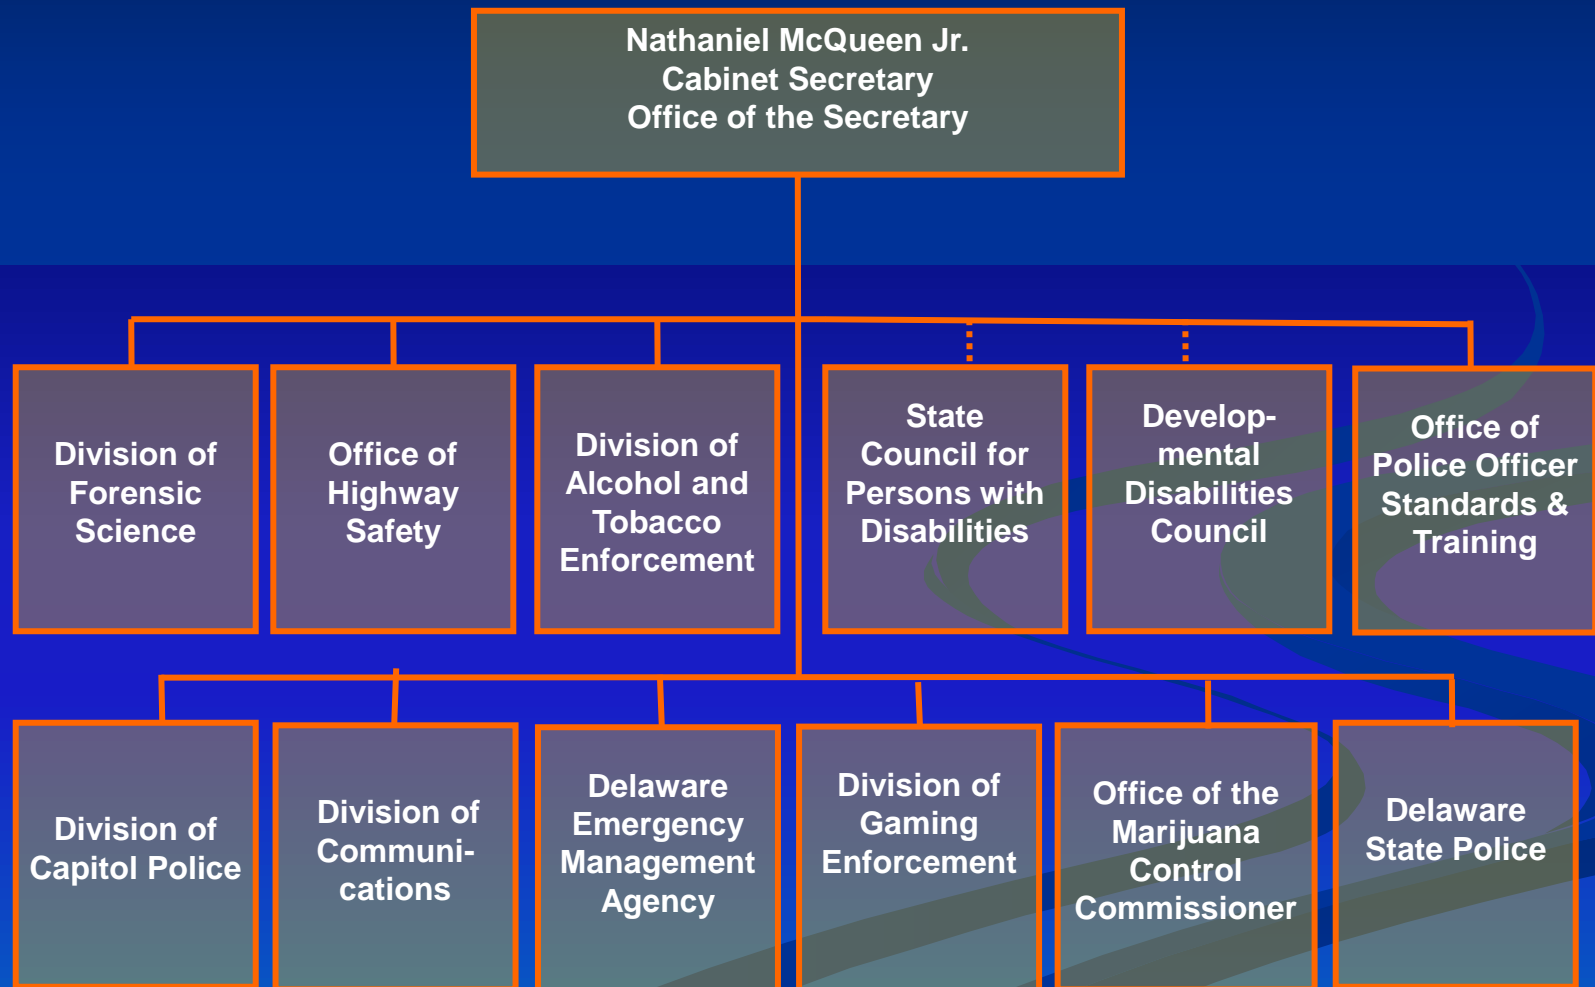 Nathaniel McQueen Jr.
Cabinet Secretary
Office of the Secretary
Division of
Forensic
Science
Office of
Highway
Safety
Division of
Alcohol and
Tobacco
Enforcement
State
Council for
Persons with
Disabilities
Develop-
mental
Disabilities
Council
Office of
Police Officer
Standards &
Training
Division of
Capitol Police
Division of
Communi-
cations
Delaware
Emergency
Management
Agency
Division of
Gaming
Enforcement
Office of the
Marijuana
Control
Commissioner
Delaware
State Police